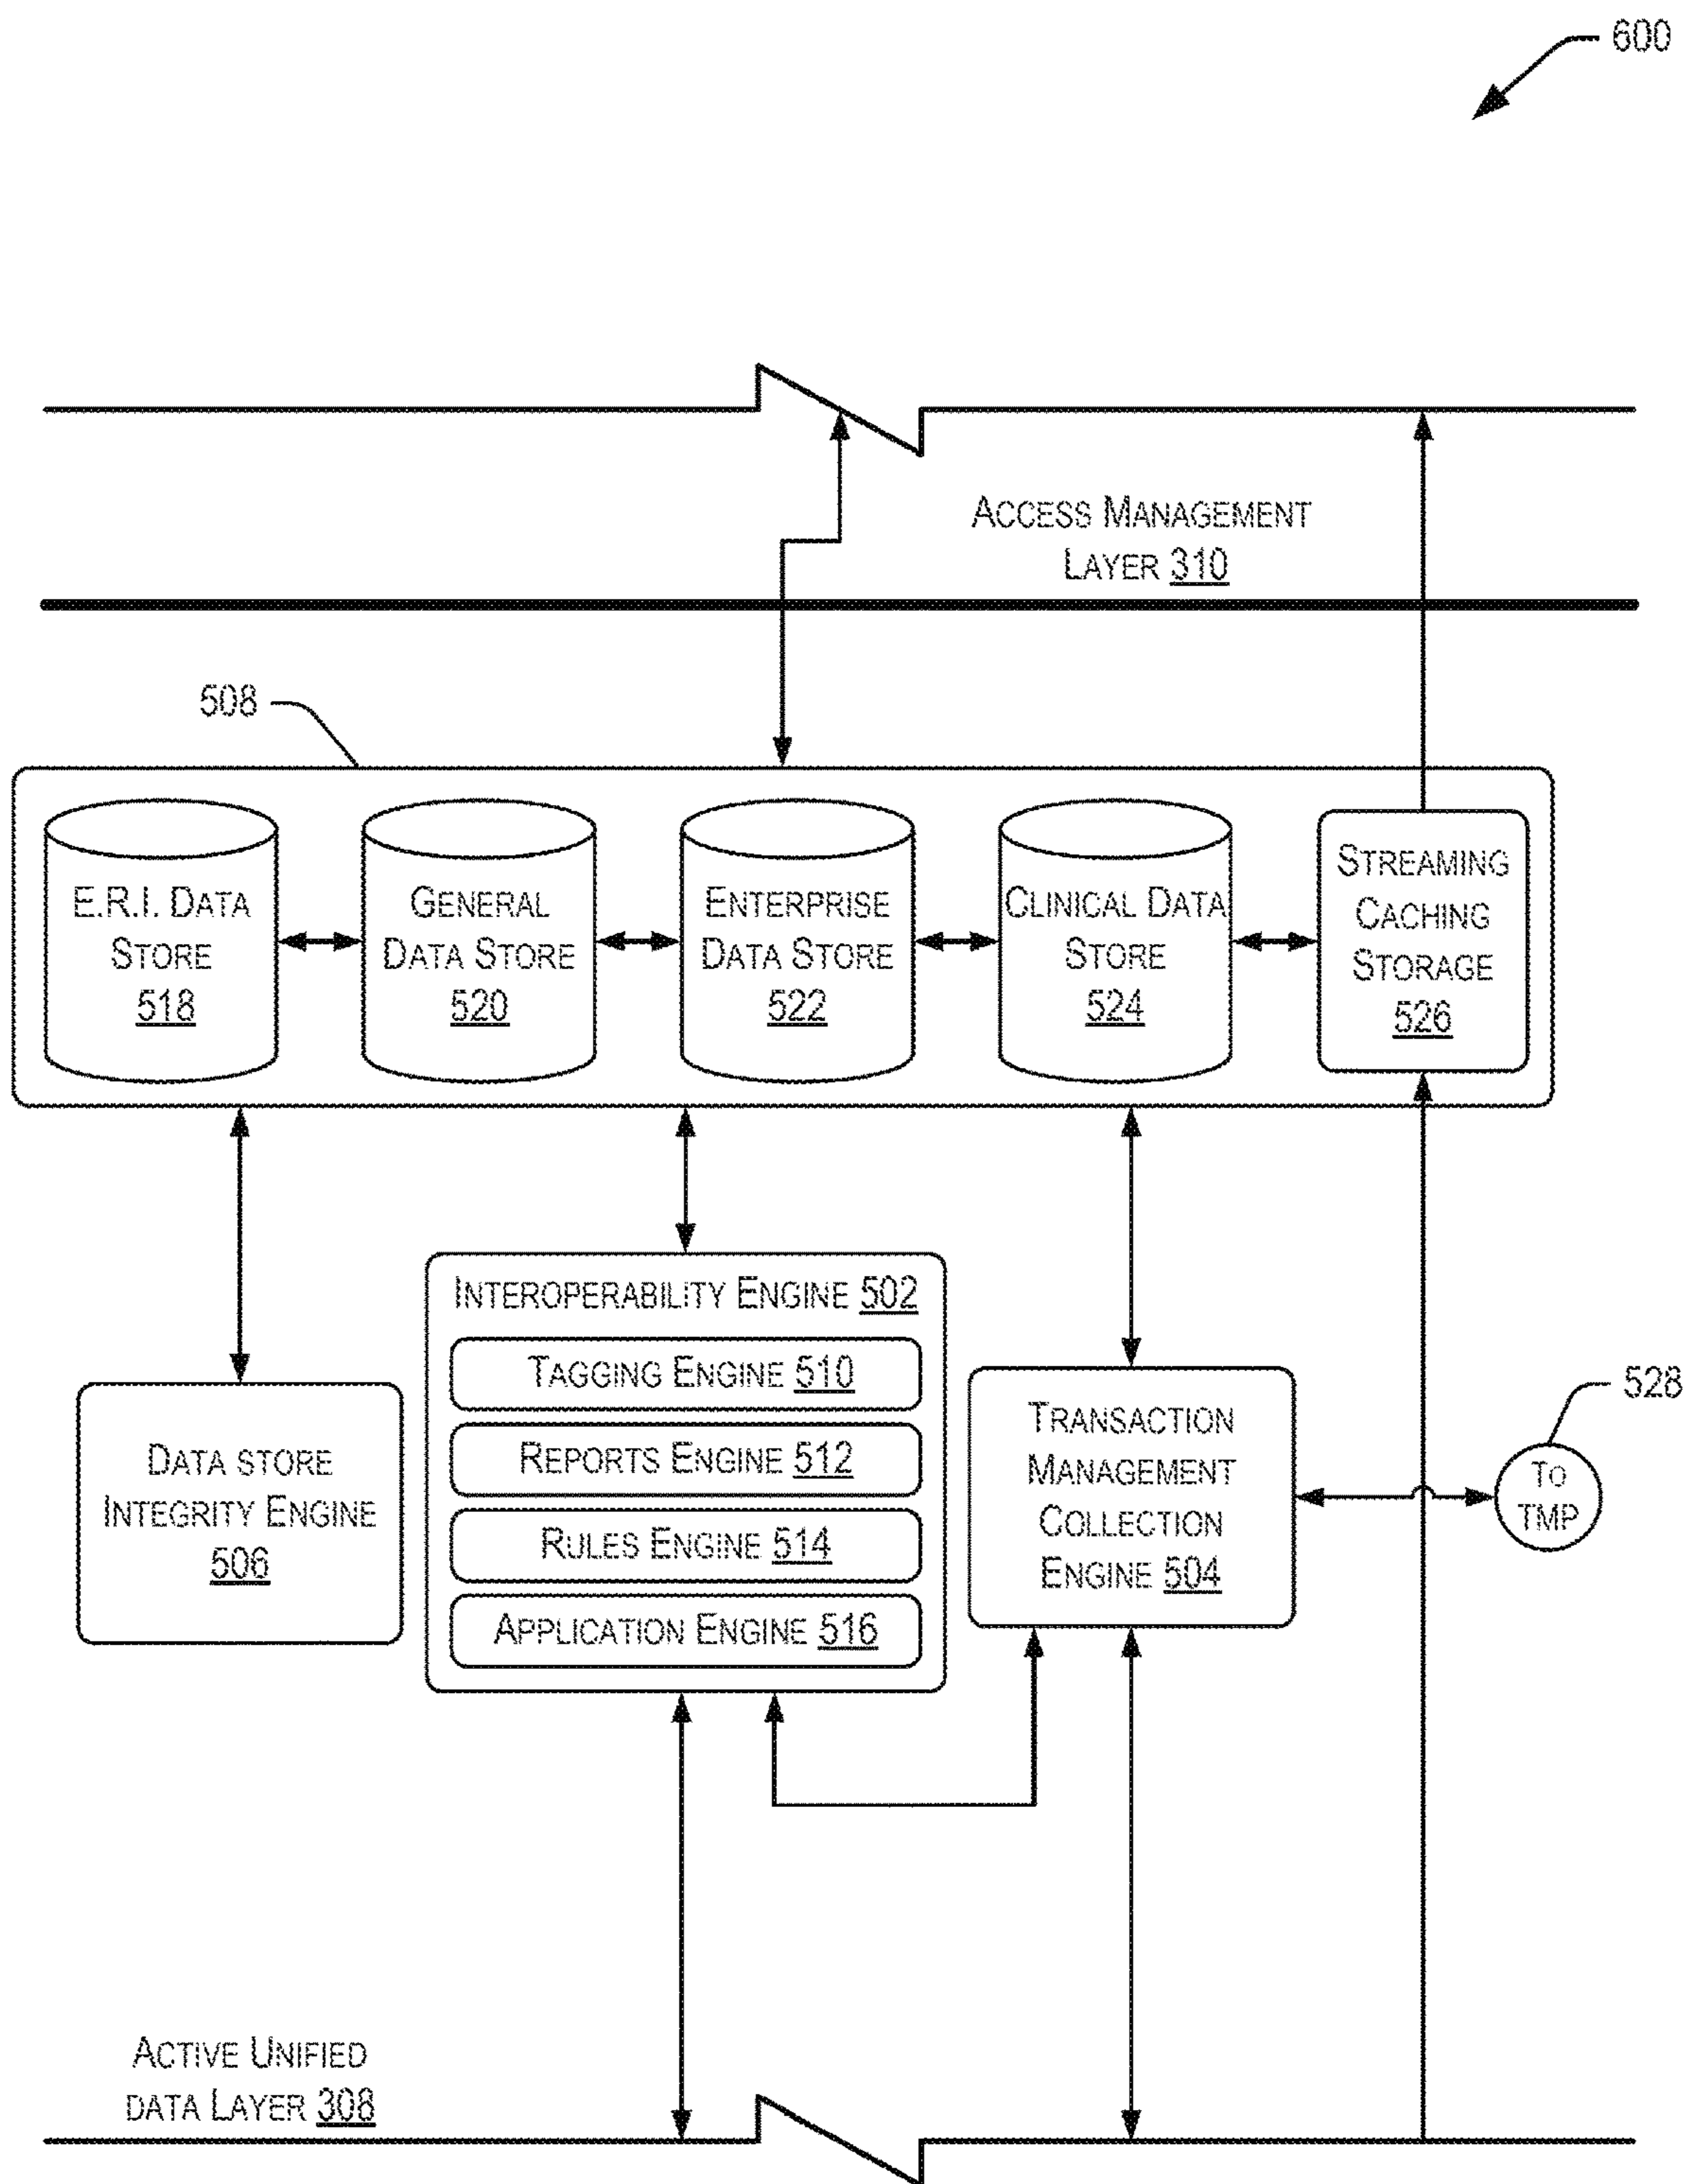 600
ACCESS MANAGEMENT
LAYER 310
508
E.R.I. DATA
STORE
518
GENERAL
DATA STORE
520
ENTERPRISE
DATA STORE
522
CLINICAL DATA
STORE
524
STREAMING
CACHING
STORAGE
526
INTEROPERABILITY ENGINE 502
TAGGING ENGINE 510
REPORTS ENGINE 512
RULES ENGINE 514
APPLICATION ENGINE 516
DATA STORE
INTEGRITY ENGINE
506
TRANSACTION
MANAGEMENT
COLLECTION
ENGINE 504
528
TO
TMP
ACTIVE UNIFIED
DATA LAYER 308